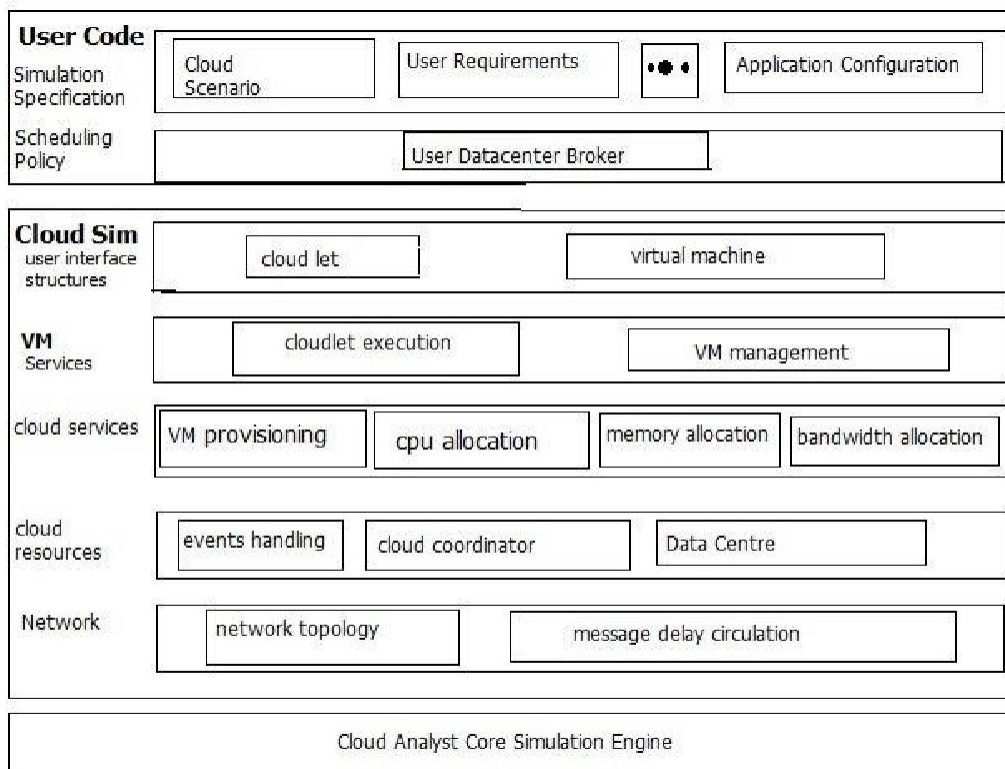 User Code
Simulation
Specification
Cloud
Scenario
User Requirements
Application Configuration
Scheduling
Policy
User Datacenter Broker
Cloud Sim
user interface
structures
cloud let
virtual machine
VM
Services
cloudlet execution
VM management
cloud services
VM provisioning
cpu allocation
memory allocation
bandwidth allocation
cloud
resources
events handling
cloud coordinator
Data Centre
Network
network topology
message delay circulation
Cloud Analyst Core Simulation Engine